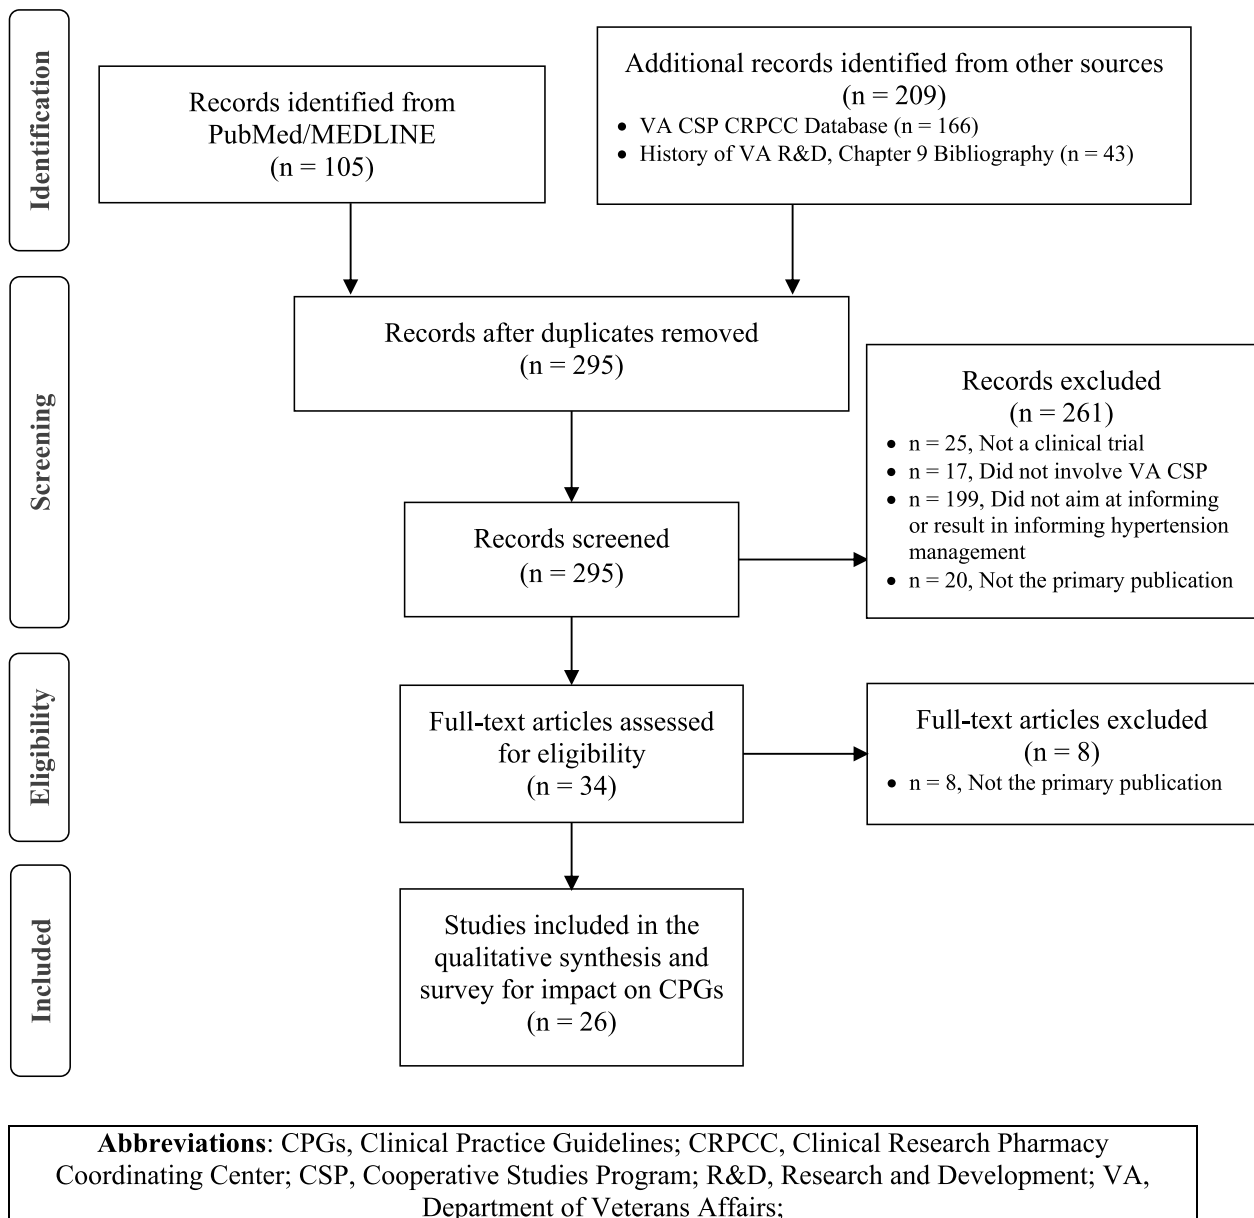 Identification
Records identified from
PubMed/MEDLINE
(n = 105)
Additional records identified from other sources
(n = 209)
• VA CSP CRPCC Database (n = 166)
• History of VA R&D, Chapter 9 Bibliography (n = 43)
Screening
Records after duplicates removed
(n = 295)
Records screened
(n = 295)
Records excluded
(n = 261)
• n = 25, Not a clinical trial
• n = 17, Did not involve VA CSP
• n = 199, Did not aim at informing
or result in informing hypertension
management
• n = 20, Not the primary publication
Eligibility
Full-text articles assessed
for eligibility
(n = 34)
Full-text articles excluded
(n = 8)
• n = 8, Not the primary publication
Included
Studies included in the
qualitative synthesis and
survey for impact on CPGs
(n = 26)
Abbreviations: CPGs, Clinical Practice Guidelines; CRPCC, Clinical Research Pharmacy
Coordinating Center; CSP, Cooperative Studies Program; R&D, Research and Development; VA,
Department of Veterans Affairs;